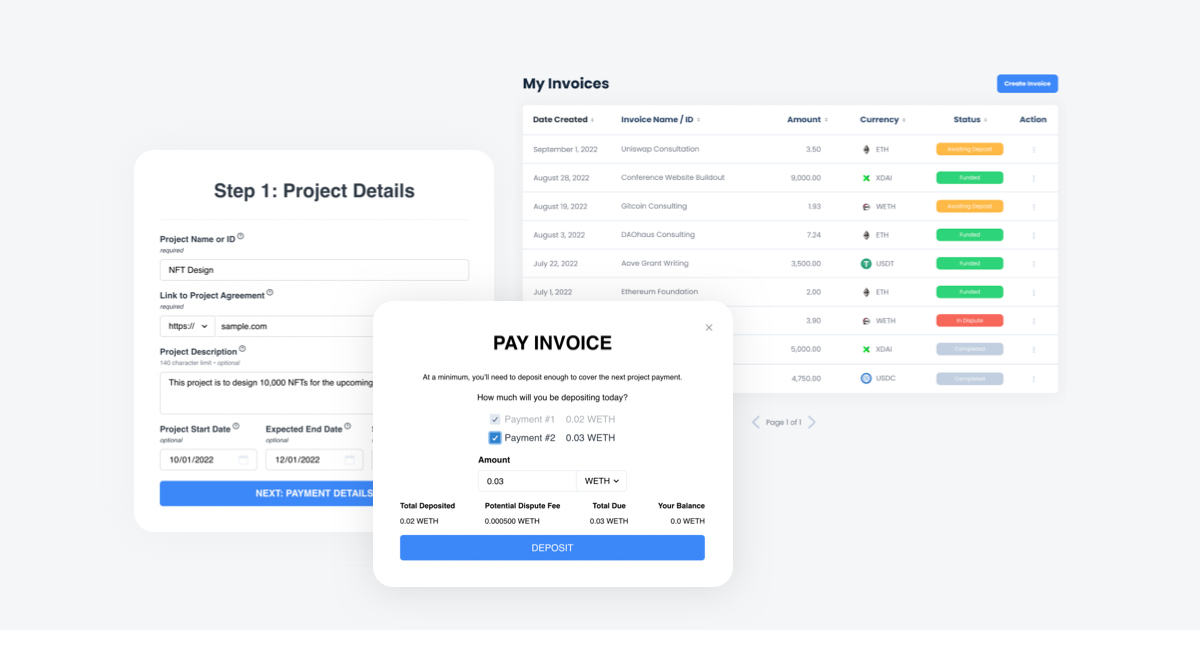 My Invoices
Create Invoice
Date Created Invoice Name / ID Amount Currency Status Action
September 1, 2022 Uniswap Consultation 3.50 ETH Awaiting Deposit
August 28, 2022 Conference Website Buildout 9,000.00 XDAI Funded
August 19, 2022 Gitcoin Consulting 1.93 WETH Awaiting Deposit
August 3, 2022 DAOhaus Consulting 7.24 ETH Funded
July 22, 2022 Aave Grant Writing 3,500.00 USDT Funded
July 1, 2022 Ethereum Foundation 2.00 ETH Funded
3.90 WETH In Dispute
5,000.00 XDAI Completed
4,750.00 USDC Completed
Page 1 of 1
Step 1: Project Details
Project Name or ID
required
NFT Design
Link to Project Agreement
required
https:// sample.com
Project Description
140 character limit • optional
This project is to design 10,000 NFTs for the upcoming
Project Start Date Expected End Date
optional optional
10/01/2022 12/01/2022
NEXT: PAYMENT DETAILS
PAY INVOICE
At a minimum, you'll need to deposit enough to cover the next project payment.
How much will you be depositing today?
Payment #1 0.02 WETH
Payment #2 0.03 WETH
Amount
0.03 WETH
Total Deposited Potential Dispute Fee Total Due Your Balance
0.02 WETH 0.000500 WETH 0.03 WETH 0.0 WETH
DEPOSIT